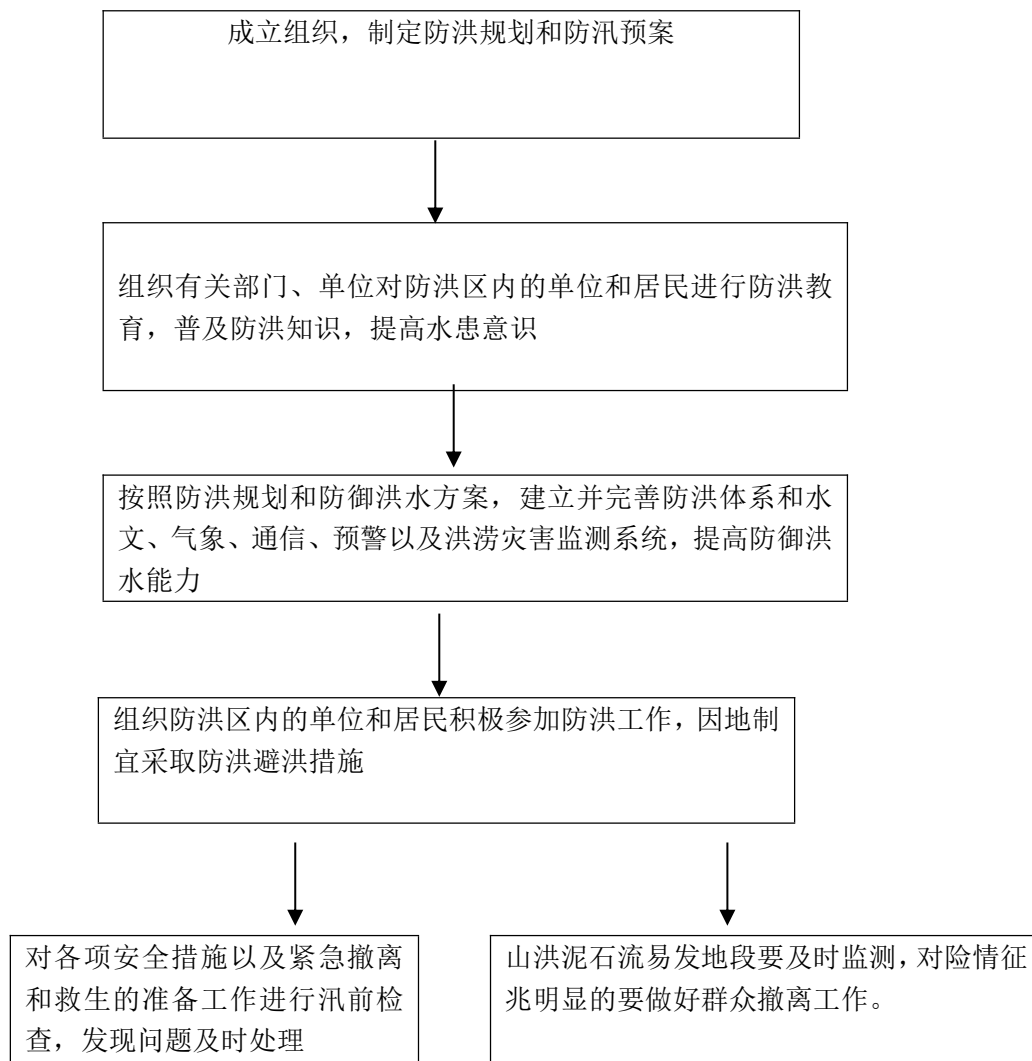 成立组织，制定防洪规划和防汛预案
组织有关部门、单位对防洪区内的单位和居民进行防洪教
育，普及防洪知识，提高水患意识
按照防洪规划和防御洪水方案，建立并完善防洪体系和水
文、气象、通信、预警以及洪涝灾害监测系统，提高防御洪
水能力
组织防洪区内的单位和居民积极参加防洪工作，因地制
宜采取防洪避洪措施
对各项安全措施以及紧急撤离
和救生的准备工作进行汛前检
查，发现问题及时处理
山洪泥石流易发地段要及时监测，对险情征
兆明显的要做好群众撤离工作。